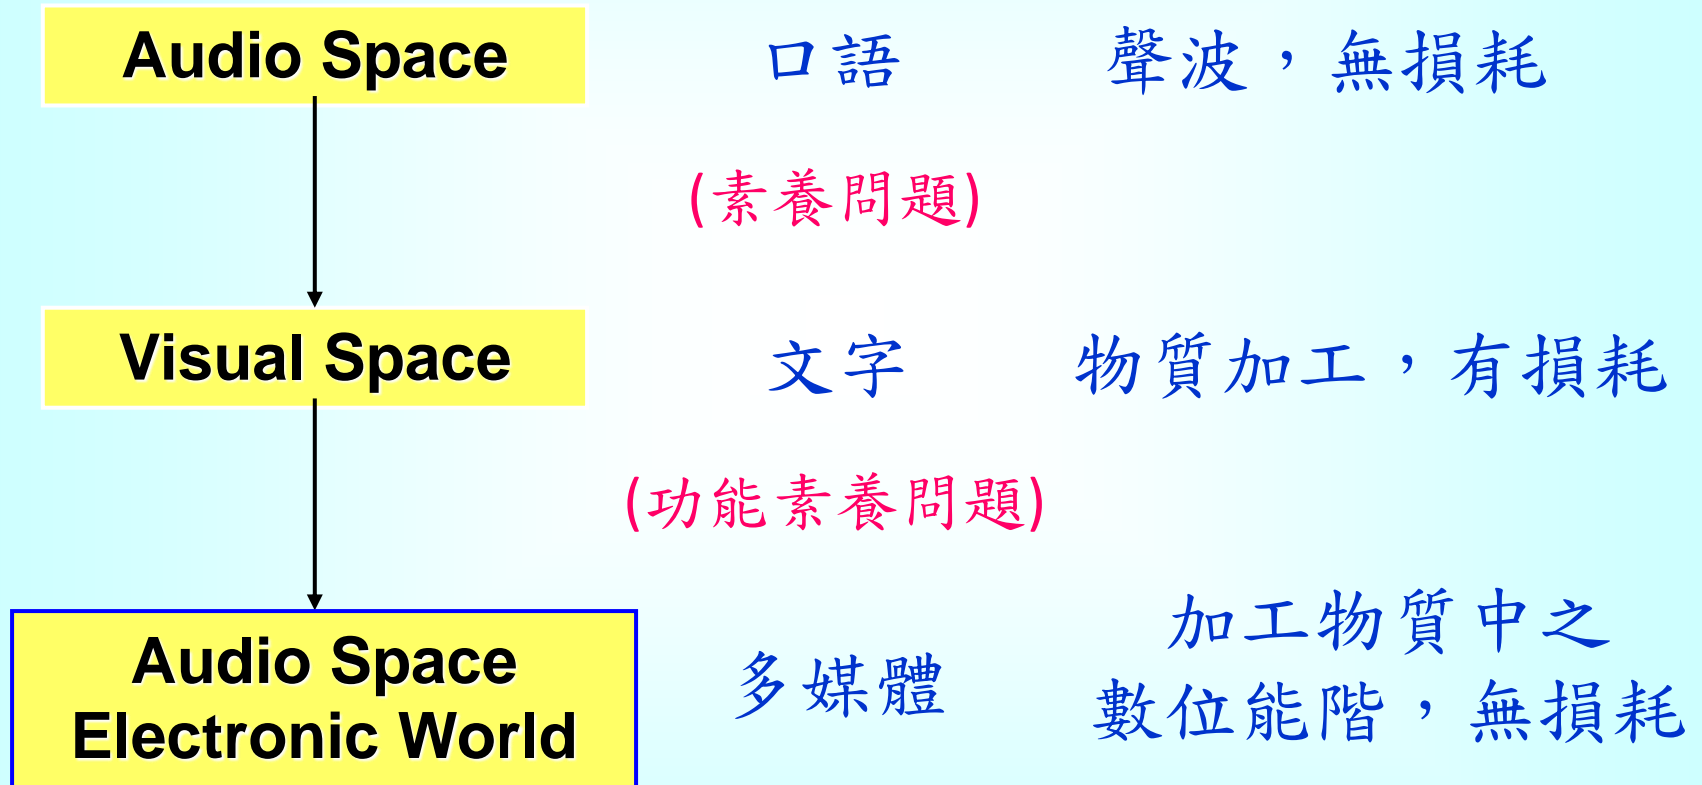 Audio Space 口語 聲波，無損耗
(素養問題)
Visual Space 文字 物質加工，有損耗
(功能素養問題)
Audio Space
Electronic World
多媒體
加工物質中之
數位能階，無損耗